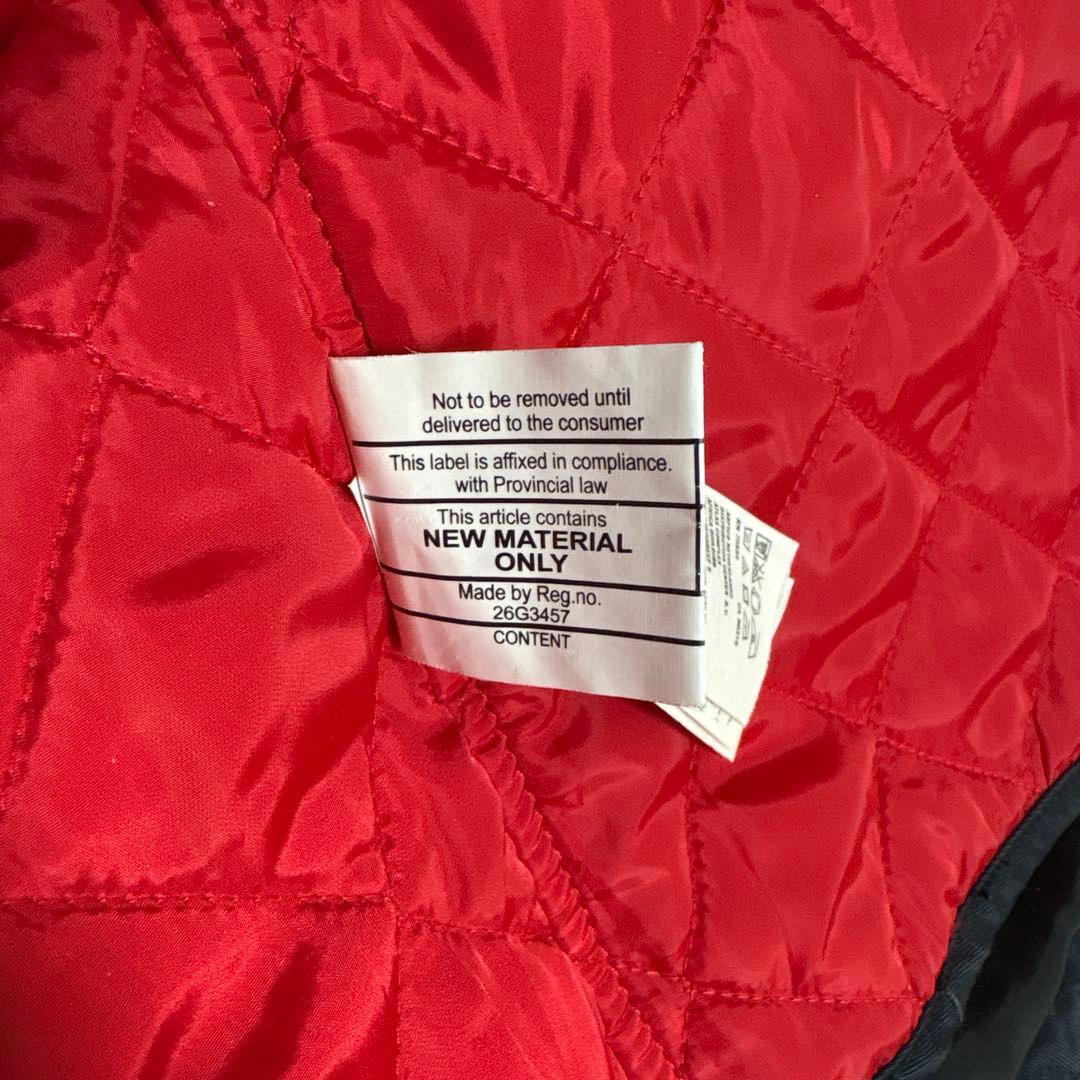 Not to be removed until
delivered to the consumer
This label is affixed in compliance.
with Provincial law
This article contains
NEW MATERIAL
ONLY
Made by Reg.no.
26G3457
CONTENT